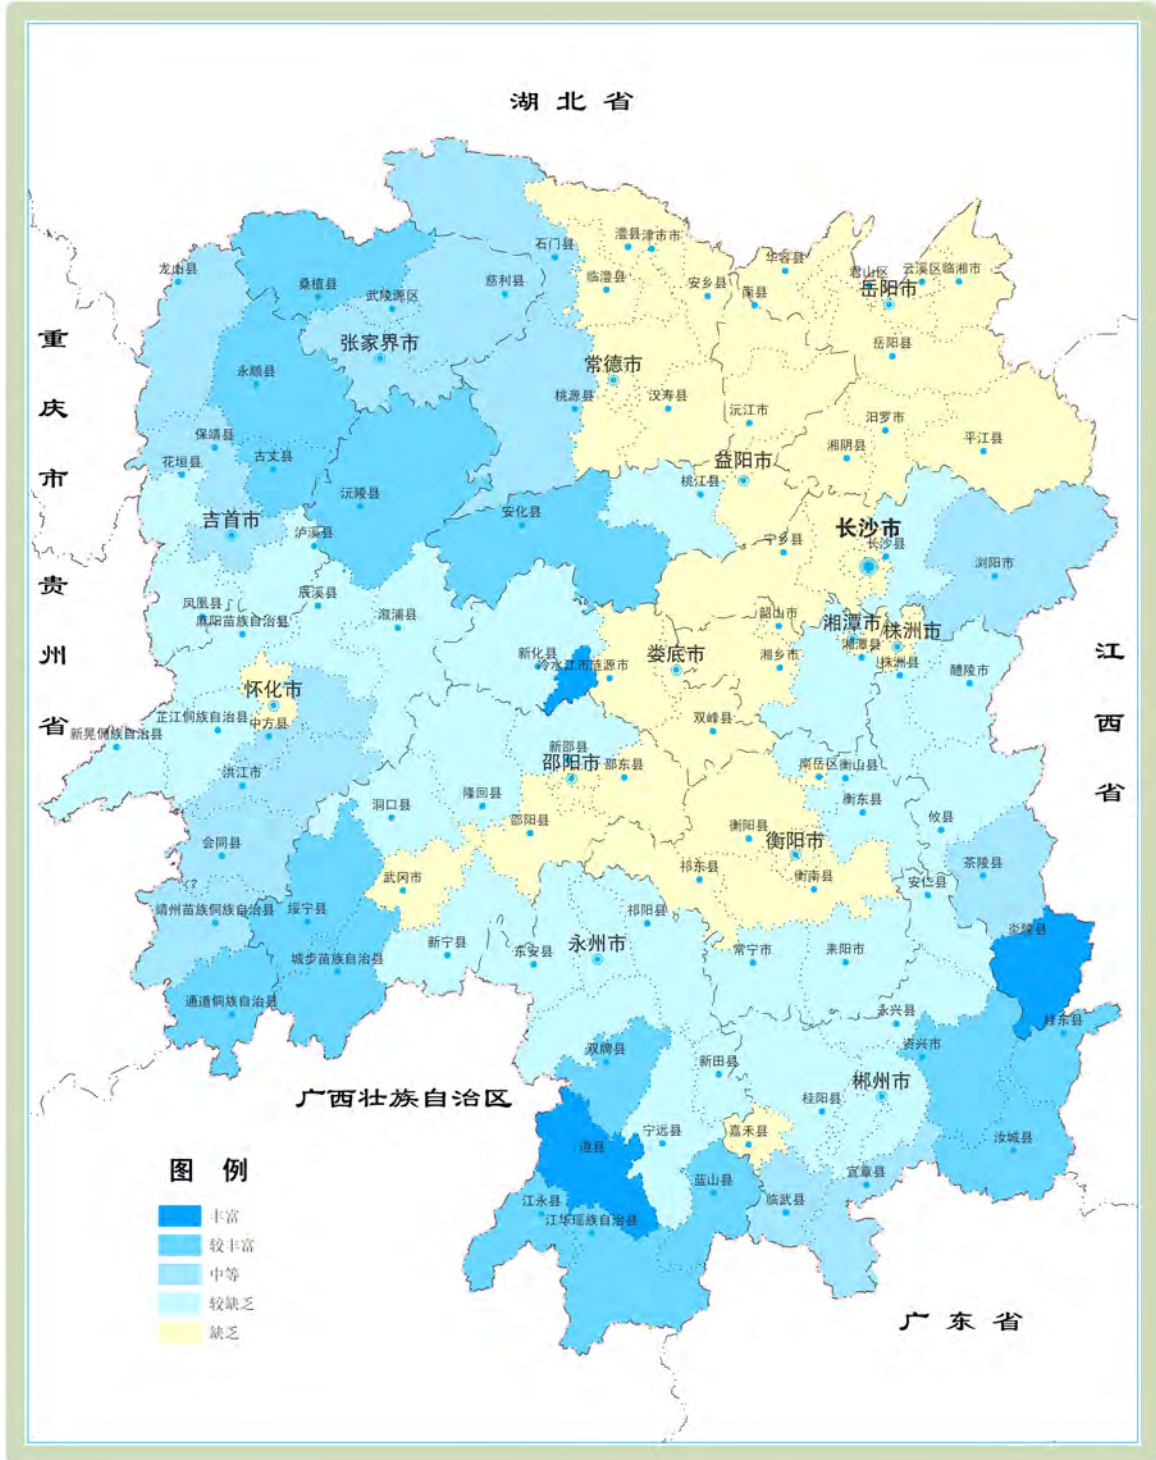 湖北省
石门县
澧县
津市市
龙山县
桑植县
武陵源区
慈利县
临澧县
安乡县
华容县
南县
君山区
云溪区
临湘市
岳阳市
重庆市
张家界市
岳阳县
永顺县
常德市
桃源县
汉寿县
沅江市
汨罗市
平江县
湘阴县
保靖县
花垣县
古丈县
益阳市
桃江县
沅陵县
安化县
吉首市
泸溪县
长沙市
宁乡县
长沙县
浏阳市
贵州省
凤凰县
辰溪县
麻阳苗族自治县
溆浦县
韶山市
湘潭市
株洲市
湘潭县
株洲县
江西省
新化县
冷水江市
涟源市
娄底市
湘乡市
醴陵市
怀化市
芷江侗族自治县
中方县
新晃侗族自治县
双峰县
新邵县
邵阳市
邵东县
南岳区
衡山县
洪江市
洞口县
隆回县
衡东县
攸县
邵阳县
衡阳县
衡阳市
会同县
武冈市
祁东县
衡南县
安仁县
茶陵县
靖州苗族侗族自治县
绥宁县
祁阳县
炎陵县
城步苗族自治县
新宁县
东安县
永州市
常宁市
耒阳市
通道侗族自治县
永兴县
桂东县
双牌县
新田县
资兴市
郴州市
广西壮族自治区
桂阳县
道县
宁远县
嘉禾县
汝城县
蓝山县
宜章县
临武县
江永县
江华瑶族自治县
广东省
图例
丰富
较丰富
中等
较缺乏
缺乏